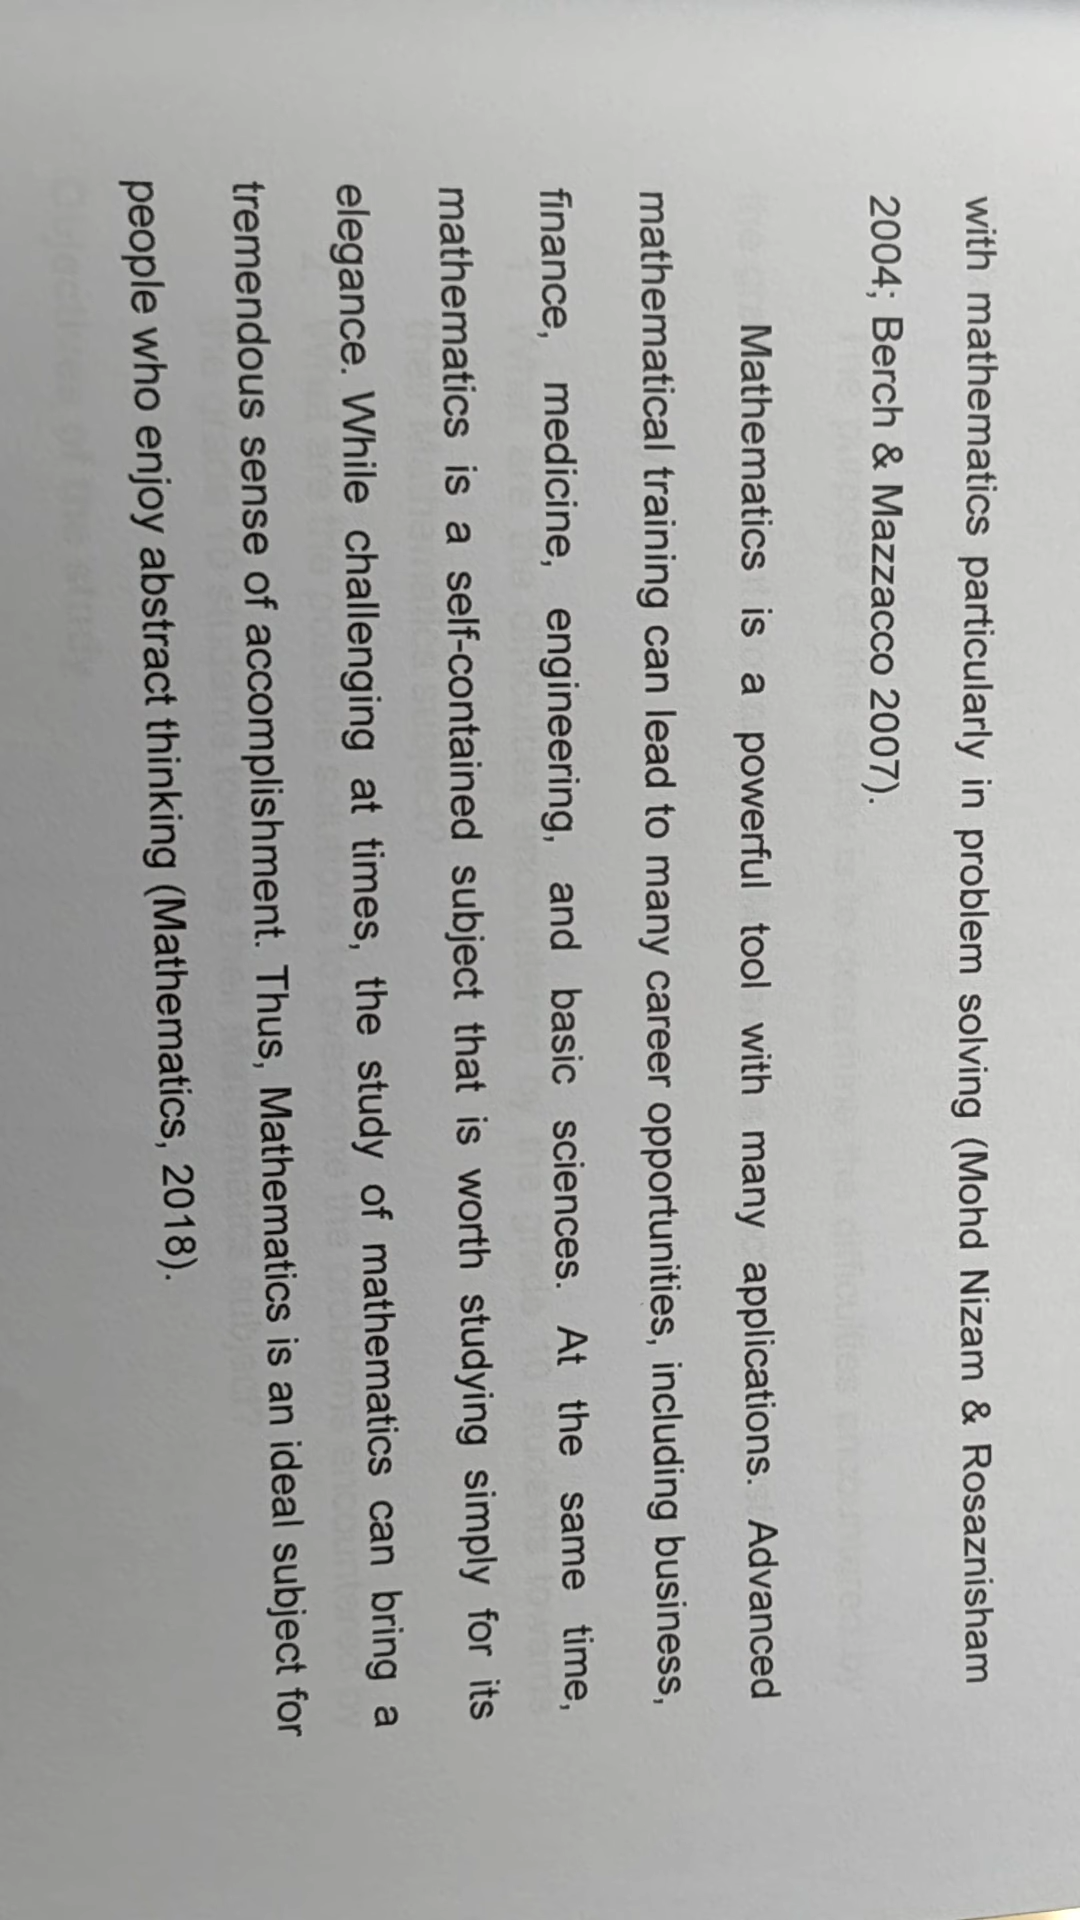 with mathematics particularly in problem solving (Mohd Nizam & Rosaznisham
2004; Berch & Mazzacco 2007).
Mathematics is a powerful tool with many applications. Advanced
mathematical training can lead to many career opportunities, including business,
finance, medicine, engineering, and basic sciences. At the same time,
mathematics is a self-contained subject that is worth studying simply for its
elegance. While challenging at times, the study of mathematics can bring a
tremendous sense of accomplishment. Thus, Mathematics is an ideal subject for
people who enjoy abstract thinking (Mathematics, 2018).